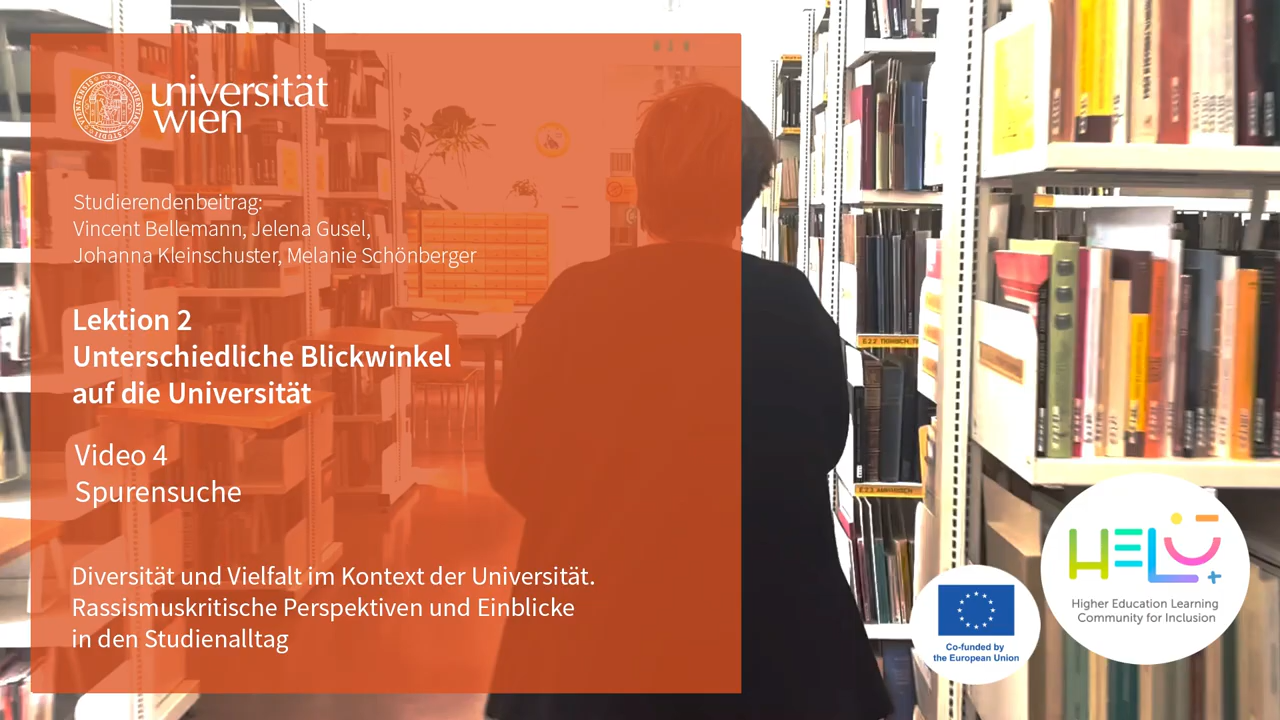 universität
wien
Studierendenbeitrag:
Vincent Bellemann, Jelena Gusel,
Johanna Kleinschuster, Melanie Schönberger
Lektion 2
Unterschiedliche Blickwinkel
auf die Universität
Video 4
Spurensuche
Diversität und Vielfalt im Kontext der Universität.
Rassismuskritische Perspektiven und Einblicke
in den Studienalltag
HELC+
Higher Education Learning
Community for Inclusion
Co-funded by
the European Union